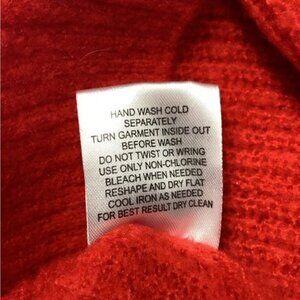 HAND WASH COLD
SEPARATELY
TURN GARMENT INSIDE OUT
BEFORE WASH
DO NOT TWIST OR WRING
USE ONLY NON-CHLORINE
BLEACH WHEN NEEDED
RESHAPE AND DRY FLAT
COOL IRON AS NEEDED
FOR BEST RESULT DRY CLEAN